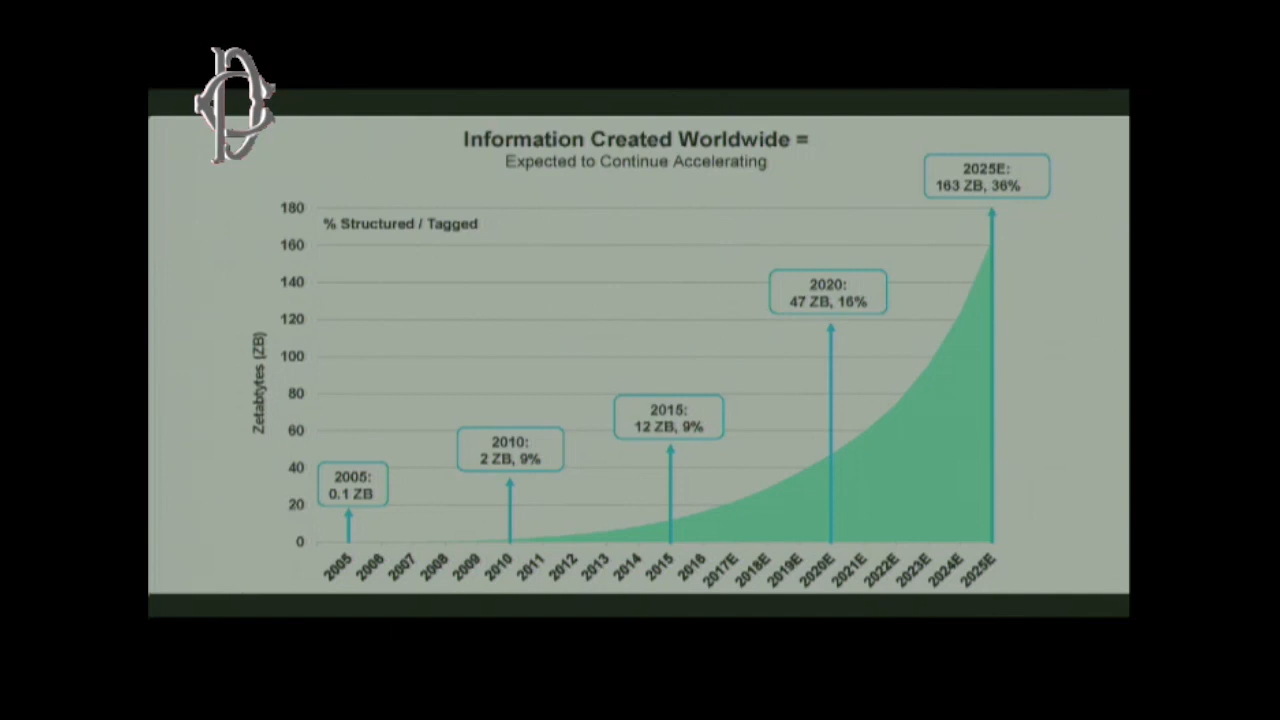 Information Created Worldwide =
Expected to Continue Accelerating
2025E:
163 ZB, 36%
% Structured / Tagged
2020:
47 ZB, 16%
2015:
12 ZB, 9%
2010:
2 ZB, 9%
2005:
0.1 ZB
Zetabtytes (ZB)
180
160
140
120
100
80
60
40
20
0
2005
2006
2007
2008
2009
2010
2011
2012
2013
2014
2015
2016
2017E
2018E
2019E
2020E
2021E
2022E
2023E
2024E
2025E